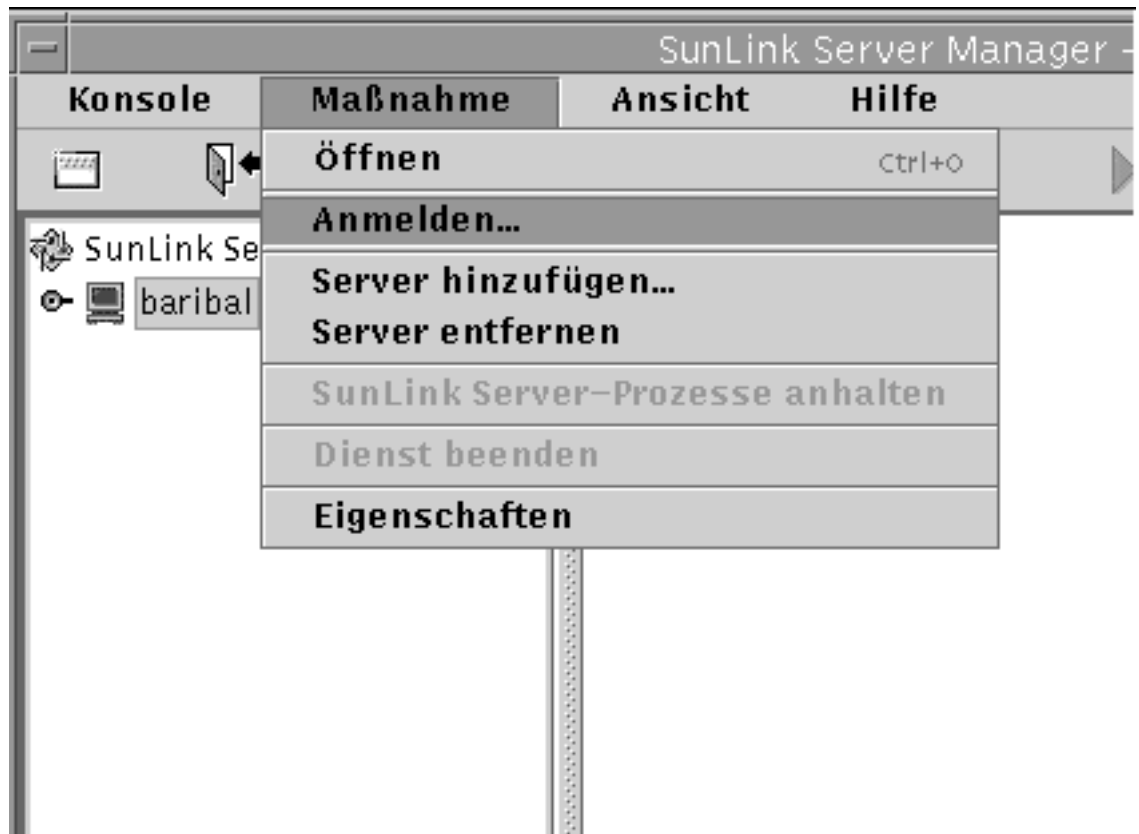 SunLink Server Manager -
Konsole Maßnahme Ansicht Hilfe
Öffnen Ctrl+O
Anmelden...
SunLink Se
Server hinzufügen...
baribal
Server entfernen
SunLink Server-Prozesse anhalten
Dienst beenden
Eigenschaften